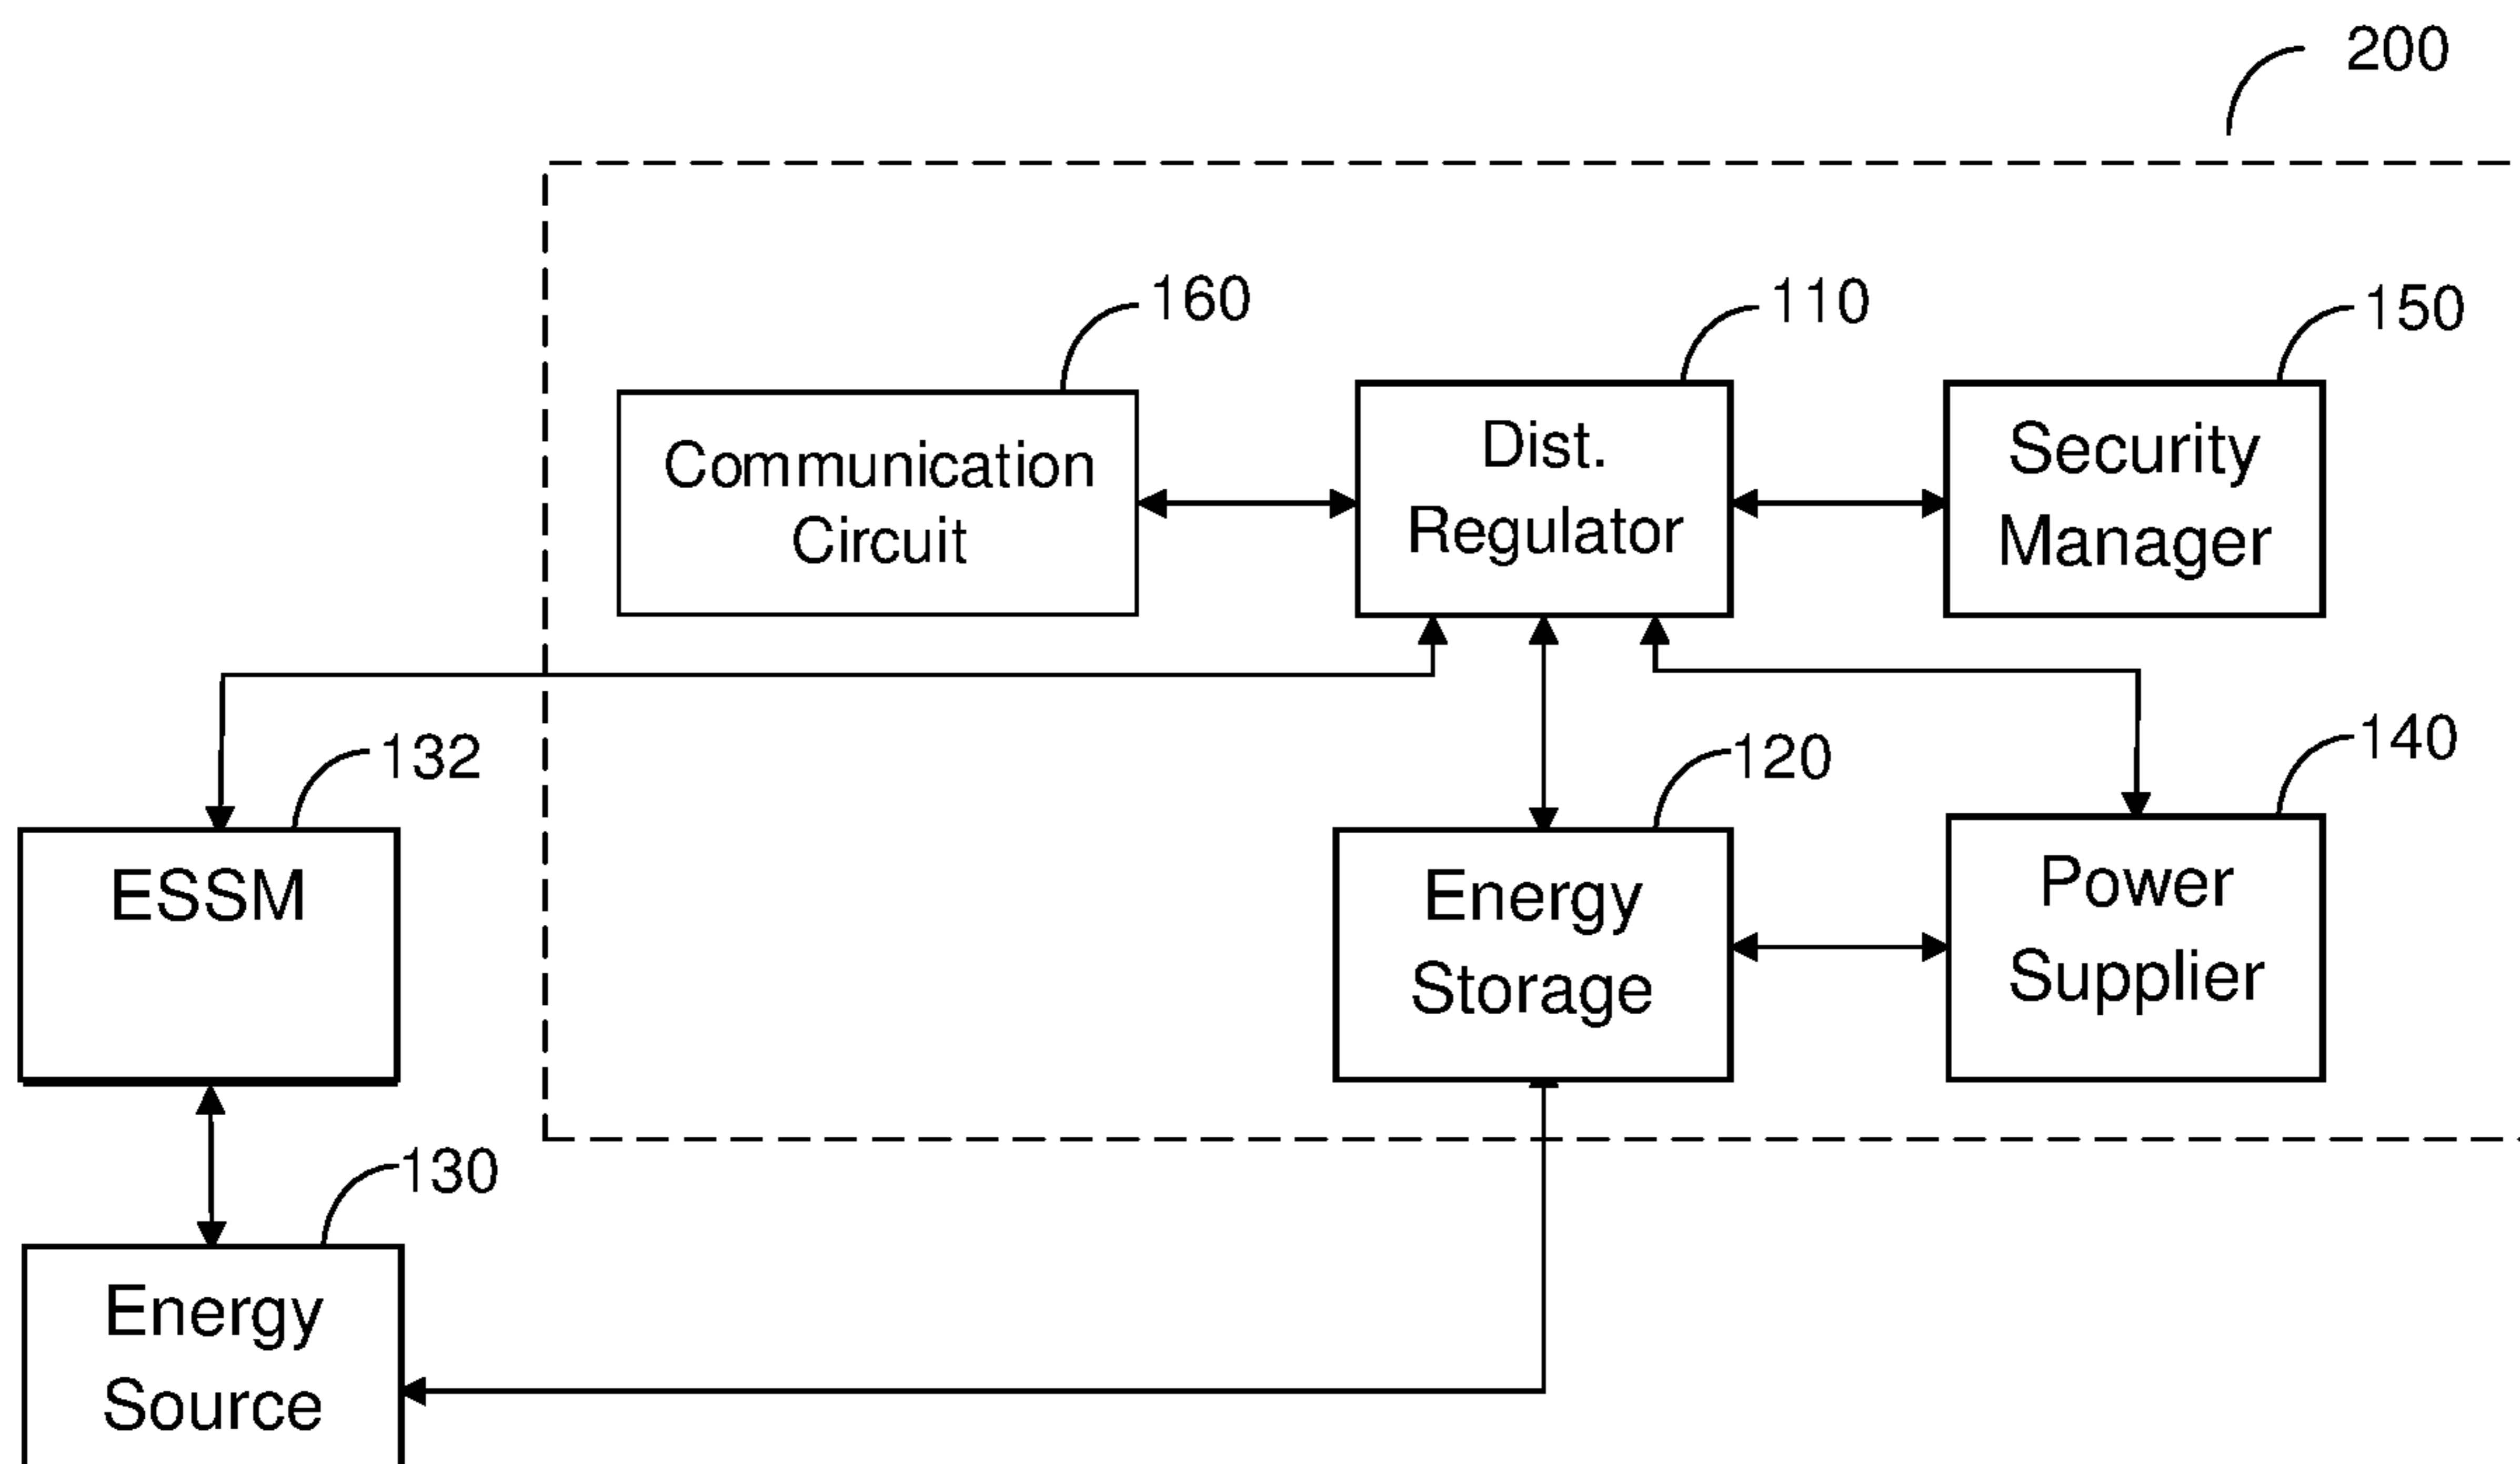 200
160
110
150
Communication
Circuit
Dist.
Regulator
Security
Manager
132
120
140
ESSM
Energy
Storage
Power
Supplier
130
Energy
Source